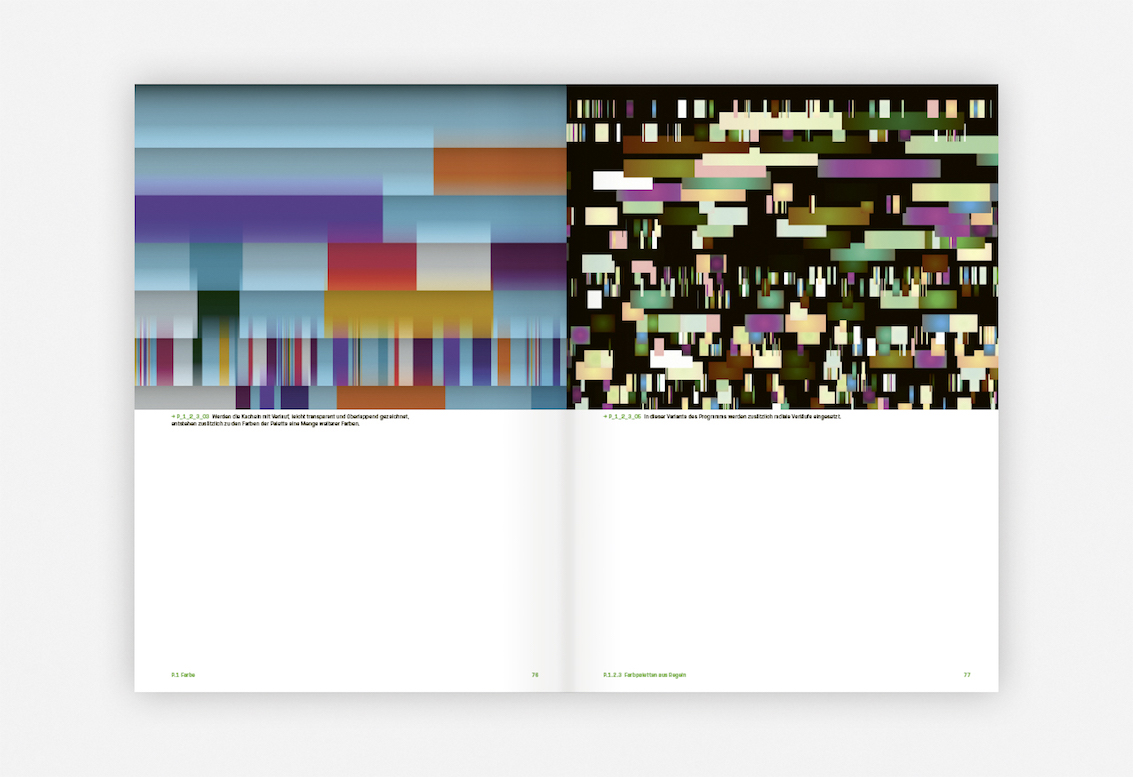 → P_1_2_3_03 Werden die Kacheln mit Verlauf, leicht transparent und überlappend gezeichnet,
entstehen zusätzlich zu den Farben der Palette eine Menge weiterer Farben.
→ P_1_2_3_05 In dieser Variante des Programms werden zusätzlich radiale Verläufe eingesetzt.
P.1 Farbe
76
P.1.2.3 Farbpaletten aus Regeln
77